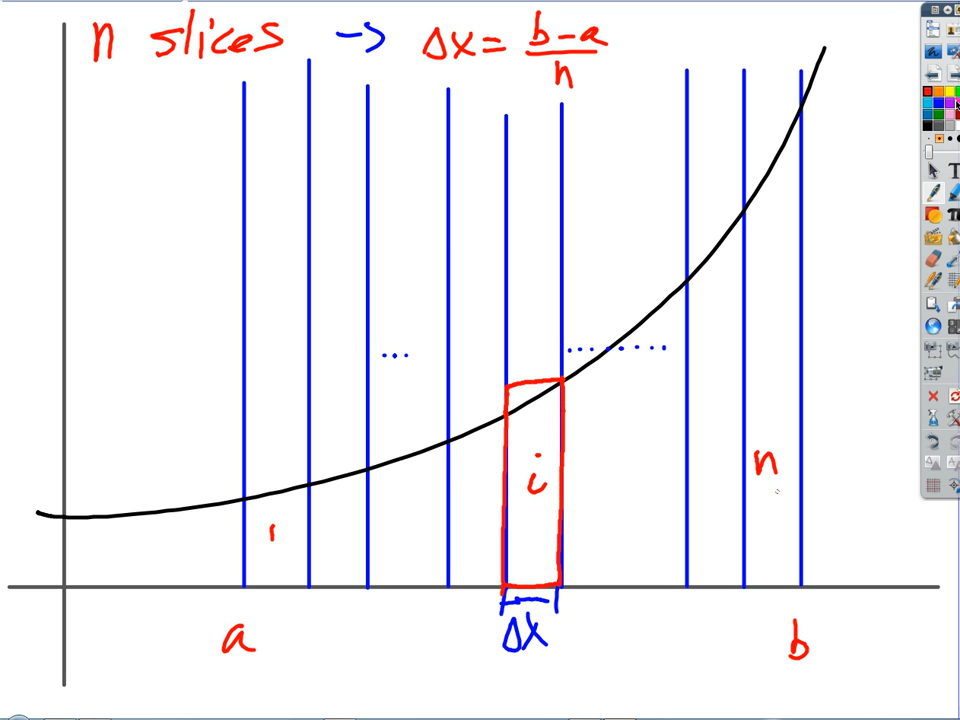 n slices -> Δx = b-a
n
...
.........
i
n
1
Δx
a
b